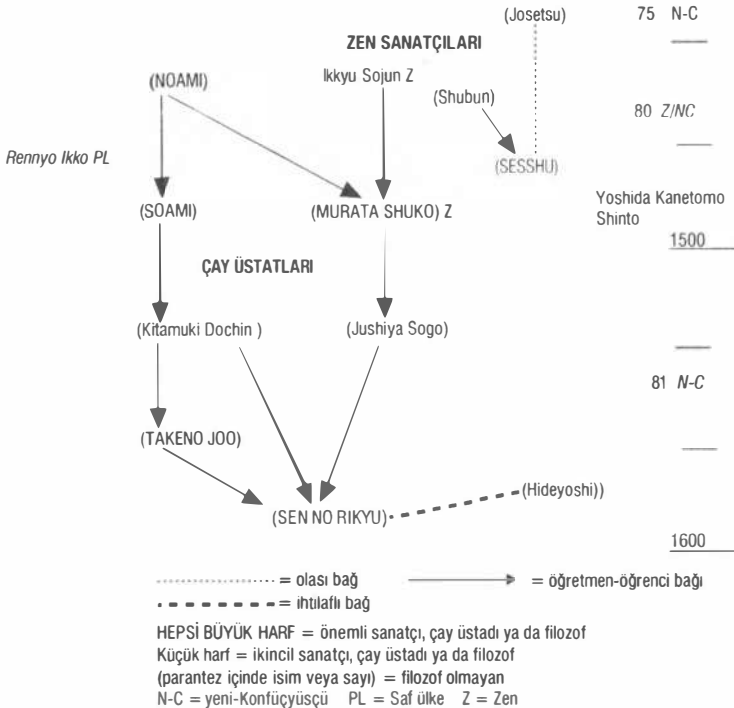 (Josetsu)
75 N-C
ZEN SANATÇILARI
Ikkyu Sojun Z
(NOAMI)
(Shubun)
80 Z/NC
Rennyo Ikko PL
(SESSHU)
Yoshida Kanetomo
Shinto
(SOAMI)
(MURATA SHUKO) Z
1500
ÇAY ÜSTATLARI
(Kitamuki Dochin )
(Jushiya Sogo)
81 N-C
(TAKENO JOO)
(Hideyoshi))
(SEN NO RIKYU)
1600
= olası bağ
= öğretmen-öğrenci bağı
= ihtilaflı bağ
HEPSİ BÜYÜK HARF = önemli sanatçı, çay üstadı ya da filozof
Küçük harf = ikincil sanatçı, çay üstadı ya da filozof
(parantez içinde isim veya sayı) = filozof olmayan
N-C = yeni-Konfüçyüsçü PL = Saf ülke Z = Zen